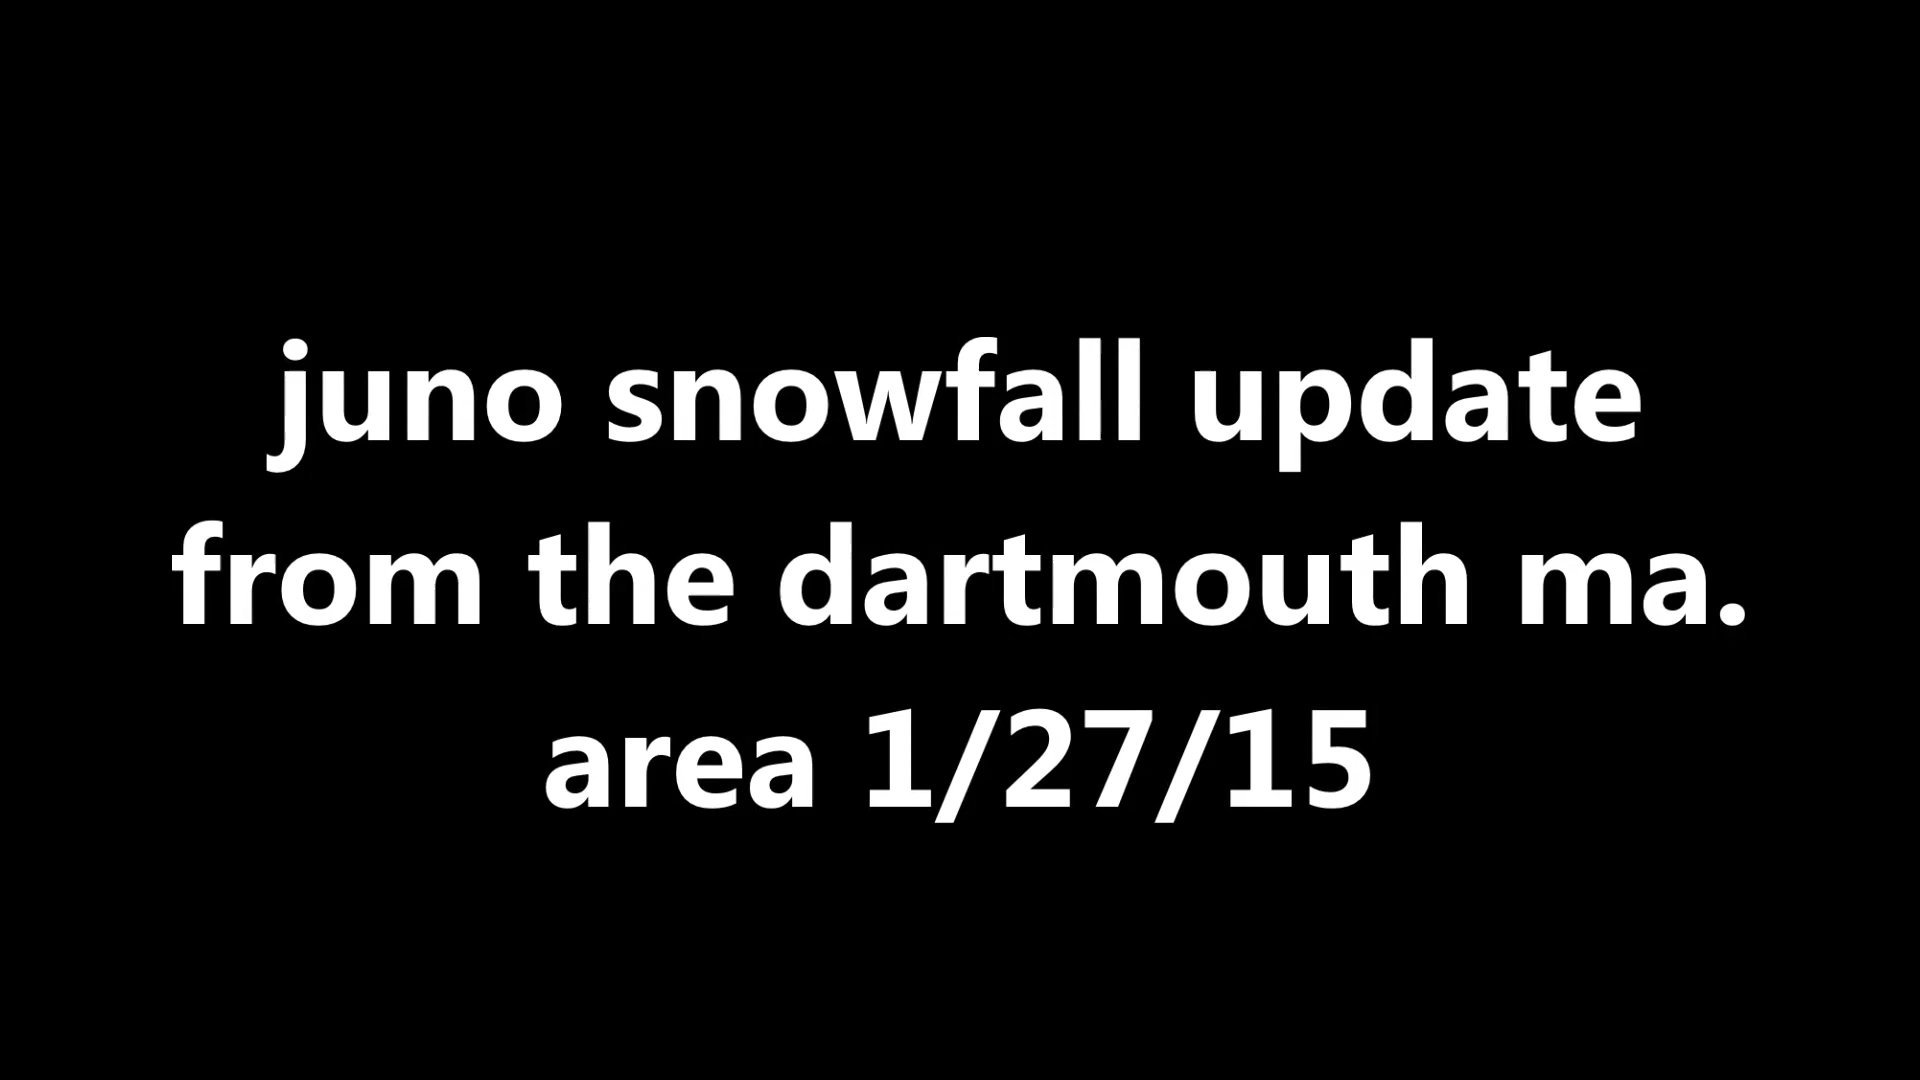 juno snowfall update
from the dartmouth ma.
area 1/27/15